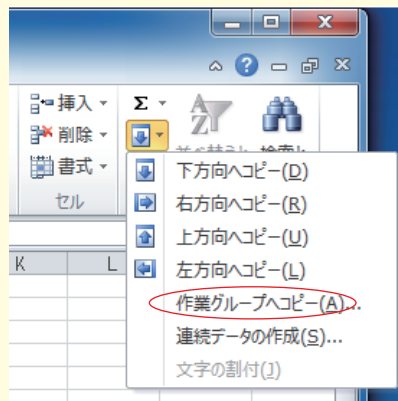 挿入
Σ
削除
書式
セル
下方向へコピー(D)
右方向へコピー(R)
上方向へコピー(U)
K
L
左方向へコピー(L)
作業グループへコピー(A)...
連続データの作成(S)...
文字の割付(J)